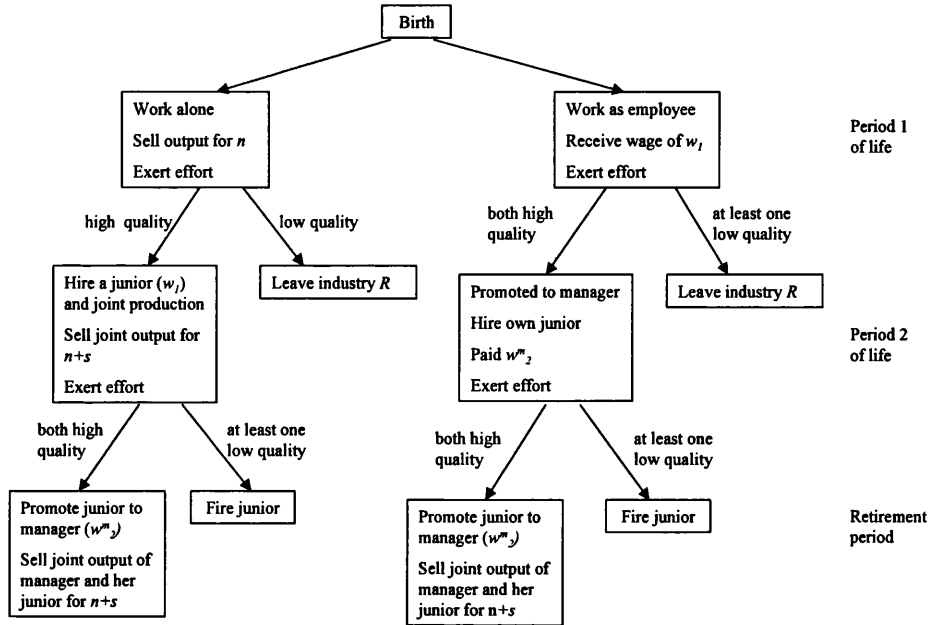 Birth
Work alone
Sell output for n
Exert effort
Work as employee
Receive wage of w1
Exert effort
Period 1
of life
high quality
low quality
both high
quality
at least one
low quality
Hire a junior (w1)
and joint production
Sell joint output for
n+s
Exert effort
Leave industry R
Promoted to manager
Hire own junior
Paid w^m_2
Exert effort
Leave industry R
Period 2
of life
both high
quality
at least one
low quality
both high
quality
at least one
low quality
Promote junior to
manager (w^m_2)
Sell joint output of
manager and her
junior for n+s
Fire junior
Promote junior to
manager (w^m_2)
Sell joint output of
manager and her
junior for n+s
Fire junior
Retirement
period